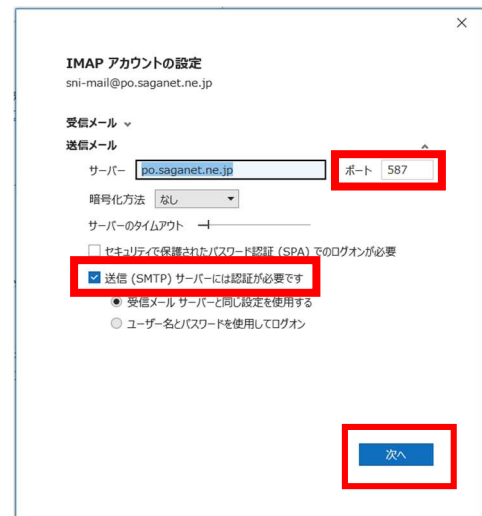 IMAP アカウントの設定
sni-mail@po.saganet.ne.jp
受信メール
送信メール
サーバー po.saganet.ne.jp ポート 587
暗号化方法 なし
サーバーのタイムアウト
セキュリティで保護されたパスワード認証 (SPA) でのログオンが必要
送信 (SMTP) サーバーには認証が必要です
受信メール サーバーと同じ設定を使用する
ユーザー名とパスワードを使用してログオン
次へ